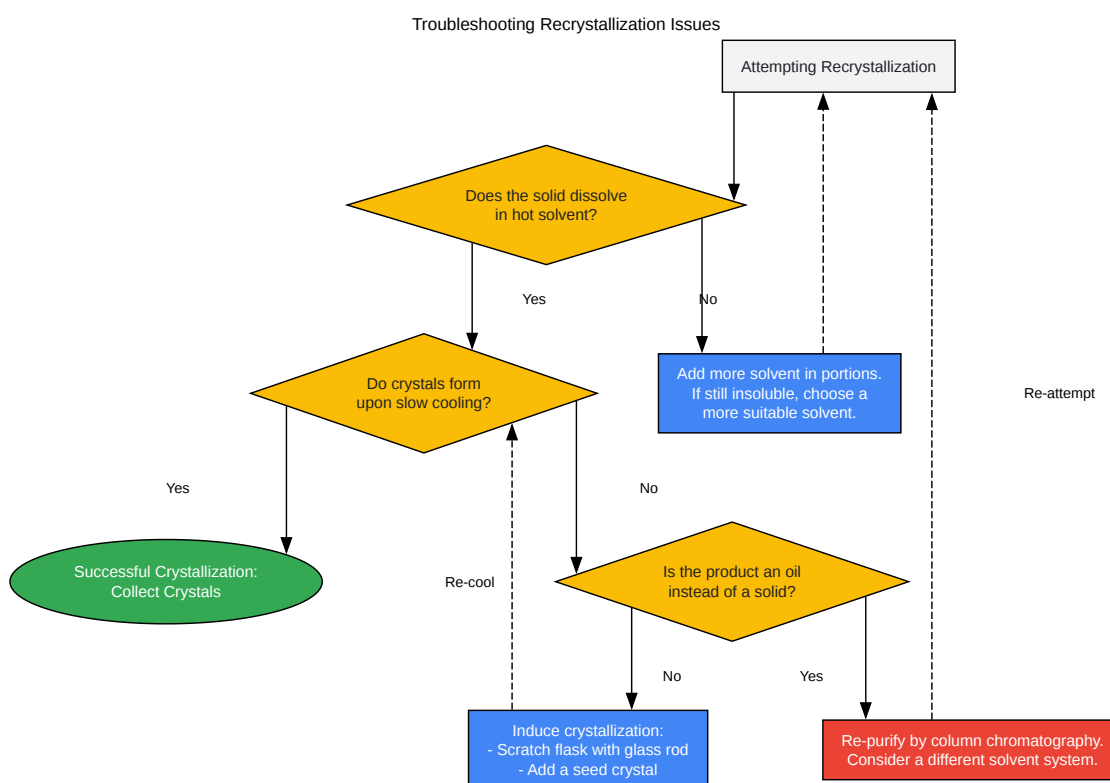 Troubleshooting Recrystallization Issues
Attempting Recrystallization
Does the solid dissolve
in hot solvent?
Yes
No
Do crystals form
upon slow cooling?
Add more solvent in portions.
If still insoluble, choose a
more suitable solvent.
Re-attempt
Yes
No
Successful Crystallization:
Collect Crystals
Re-cool
Is the product an oil
instead of a solid?
No
Yes
Induce crystallization:
- Scratch flask with glass rod
- Add a seed crystal
Re-purify by column chromatography.
Consider a different solvent system.